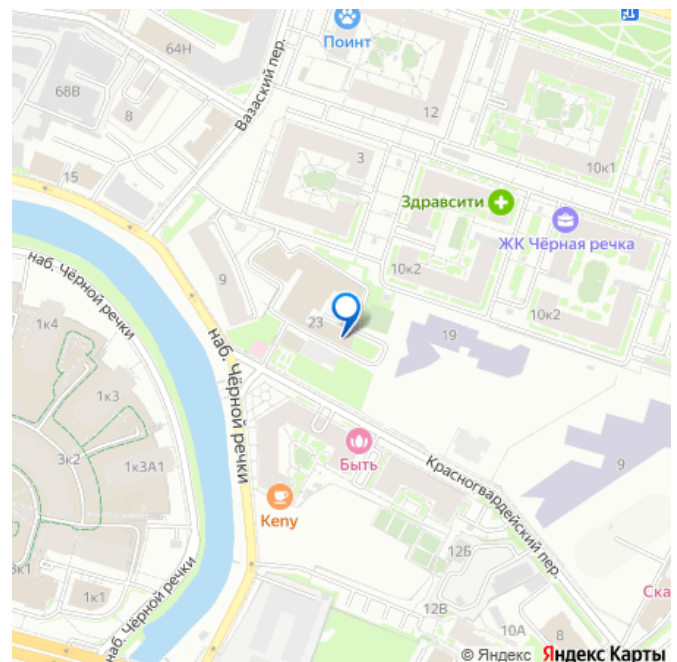 Поинт
64Н
Вазаский пер.
68В
8
12
3
10к1
15
Здравсити
ЖК Чёрная речка
наб. Чёрной речки
9
10к2
10к2
1к4
23
19
наб. Чёрной речки
1к3
3к2
1к3А1
Быть
Красногвардейский пер.
9
Кепу
12Б
3к1
1к1
наб. Чёрной речки
12В
10А
8
Ска
© Яндекс Яндекс Карты